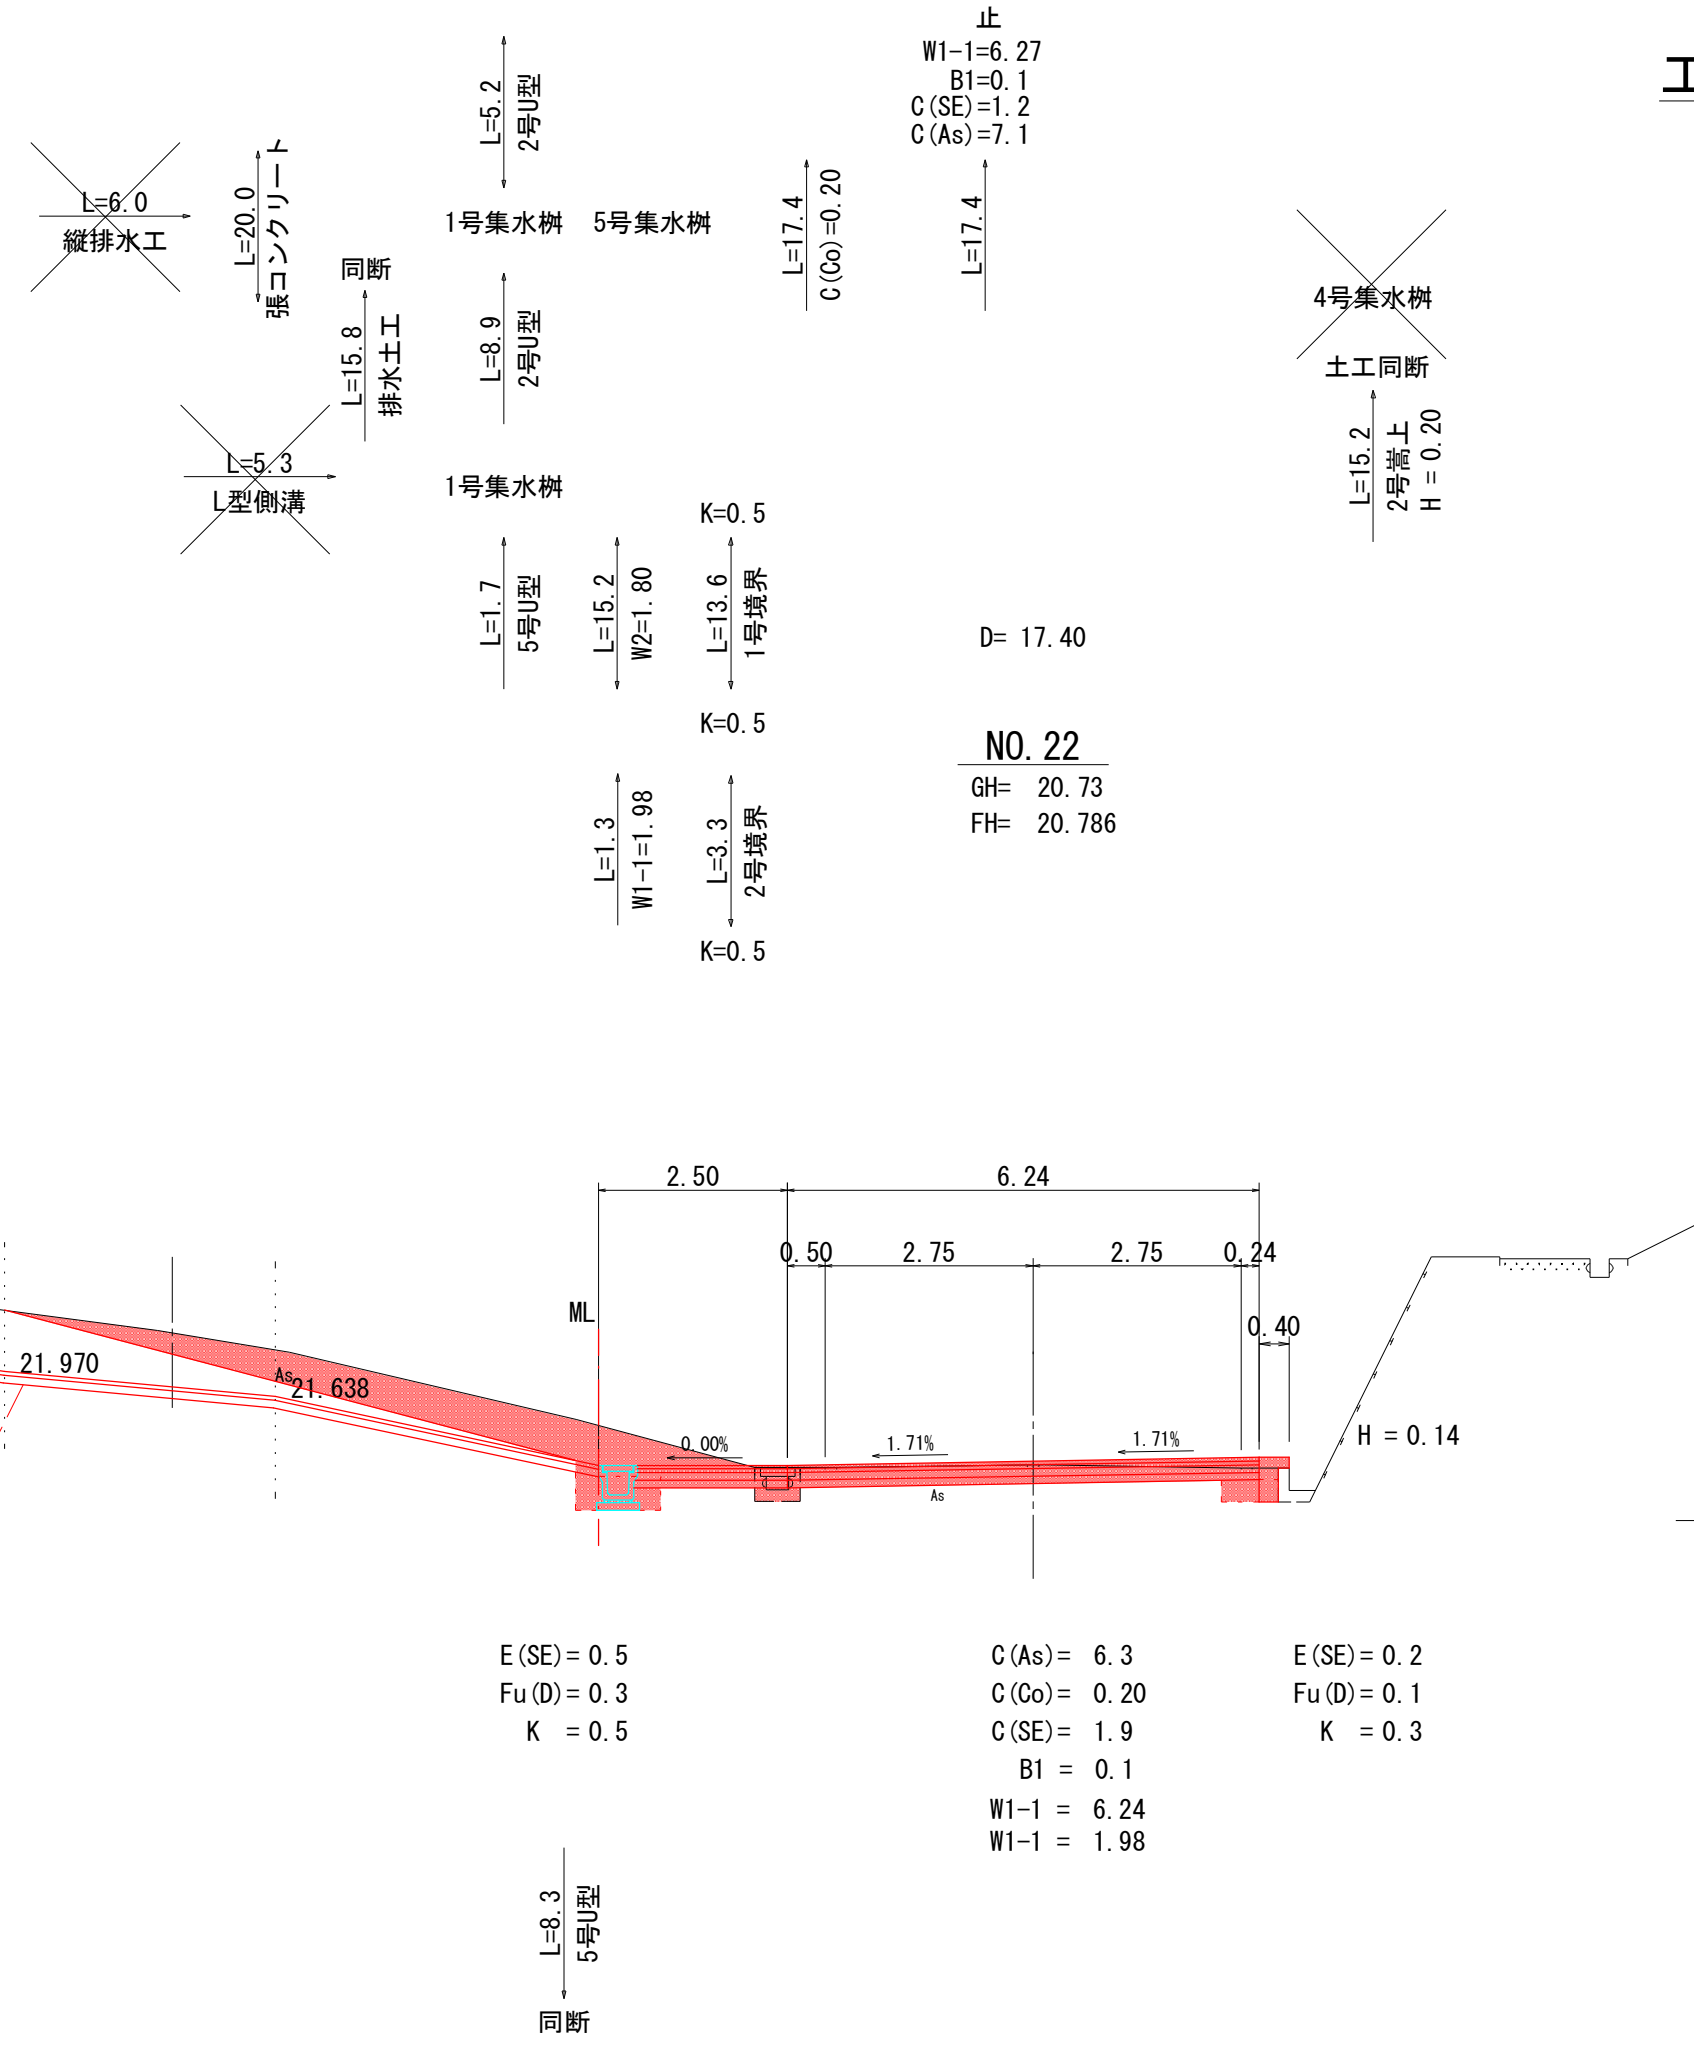 止
W1-1=6.27
B1=0.1
C(SE)=1.2
C(As)=7.1
工
L=5.2
2号U型
L=6.0
縦排水工
L=20.0
張コンクリート
1号集水桝
5号集水桝
L=17.4
C(Co)=0.20
L=17.4
4号集水桝
同断
L=15.8
排水土工
L=8.9
2号U型
土工同断
L=15.2
2号嵩上
H = 0.20
L=5.3
L型側溝
1号集水桝
K=0.5
L=1.7
5号U型
L=15.2
W2=1.80
L=13.6
1号境界
D= 17.40
K=0.5
NO.22
GH= 20.73
FH= 20.786
L=1.3
W1-1=1.98
L=3.3
2号境界
K=0.5
2.50
6.24
0.50
2.75
2.75
0.24
ML
0.40
21.970
As
21.638
0.00%
1.71%
1.71%
H = 0.14
As
E(SE)= 0.5
Fu(D)= 0.3
K = 0.5
C(As)= 6.3
C(Co)= 0.20
C(SE)= 1.9
B1 = 0.1
W1-1 = 6.24
W1-1 = 1.98
E(SE)= 0.2
Fu(D)= 0.1
K = 0.3
L=8.3
5号U型
同断